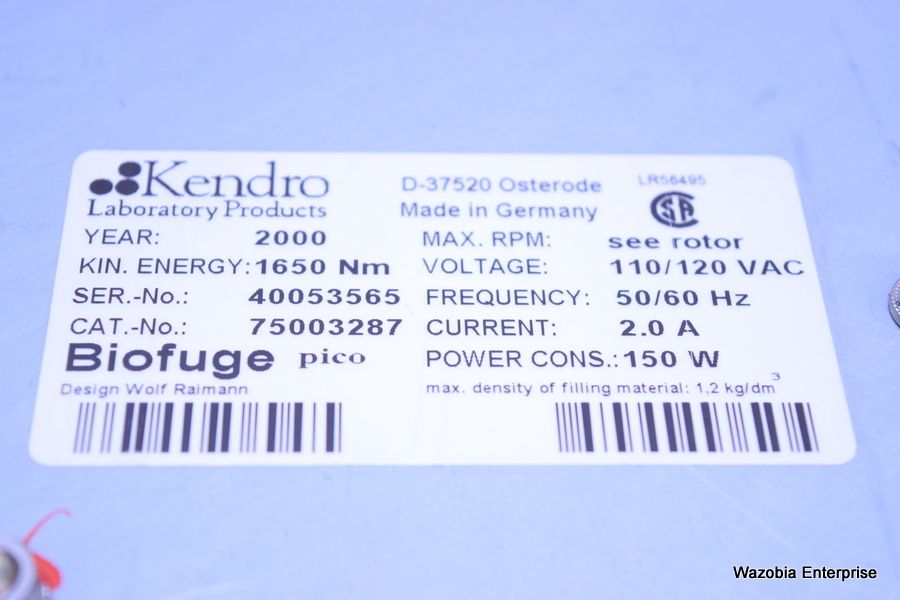 Kendro
Laboratory Products
D-37520 Osterode
Made in Germany
LR56495
CSA
YEAR: 2000
KIN. ENERGY: 1650 Nm
SER.-No.: 40053565
CAT.-No.: 75003287
Biofuge pico
Design Wolf Raimann
MAX. RPM: see rotor
VOLTAGE: 110/120 VAC
FREQUENCY: 50/60 Hz
CURRENT: 2.0 A
POWER CONS.: 150 W
max. density of filling material: 1,2 kg/dm³
Wazobia Enterprise